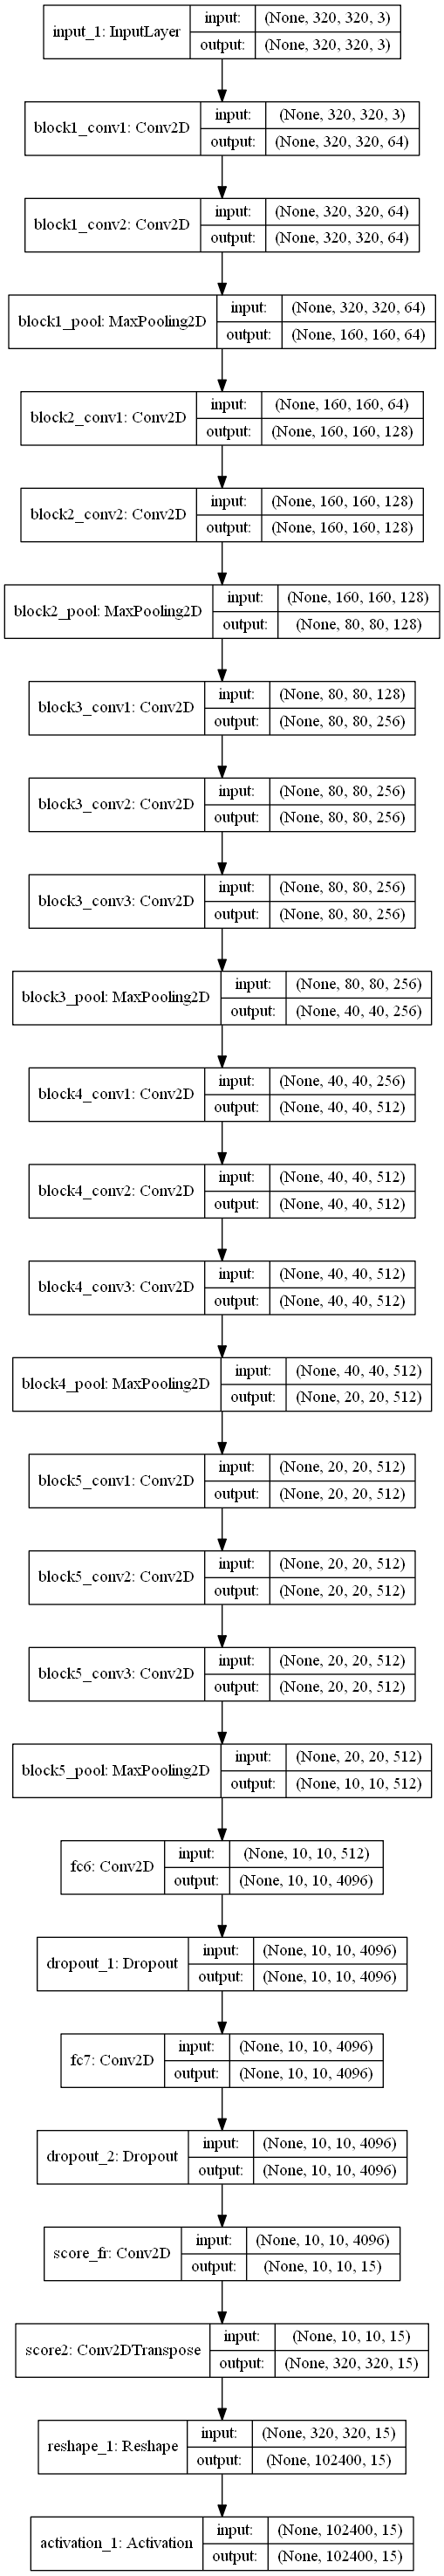 input_1: InputLayer
input: (None, 320, 320, 3)
output: (None, 320, 320, 3)
block1_conv1: Conv2D
input: (None, 320, 320, 3)
output: (None, 320, 320, 64)
block1_conv2: Conv2D
input: (None, 320, 320, 64)
output: (None, 320, 320, 64)
block1_pool: MaxPooling2D
input: (None, 320, 320, 64)
output: (None, 160, 160, 64)
block2_conv1: Conv2D
input: (None, 160, 160, 64)
output: (None, 160, 160, 128)
block2_conv2: Conv2D
input: (None, 160, 160, 128)
output: (None, 160, 160, 128)
block2_pool: MaxPooling2D
input: (None, 160, 160, 128)
output: (None, 80, 80, 128)
block3_conv1: Conv2D
input: (None, 80, 80, 128)
output: (None, 80, 80, 256)
block3_conv2: Conv2D
input: (None, 80, 80, 256)
output: (None, 80, 80, 256)
block3_conv3: Conv2D
input: (None, 80, 80, 256)
output: (None, 80, 80, 256)
block3_pool: MaxPooling2D
input: (None, 80, 80, 256)
output: (None, 40, 40, 256)
block4_conv1: Conv2D
input: (None, 40, 40, 256)
output: (None, 40, 40, 512)
block4_conv2: Conv2D
input: (None, 40, 40, 512)
output: (None, 40, 40, 512)
block4_conv3: Conv2D
input: (None, 40, 40, 512)
output: (None, 40, 40, 512)
block4_pool: MaxPooling2D
input: (None, 40, 40, 512)
output: (None, 20, 20, 512)
block5_conv1: Conv2D
input: (None, 20, 20, 512)
output: (None, 20, 20, 512)
block5_conv2: Conv2D
input: (None, 20, 20, 512)
output: (None, 20, 20, 512)
block5_conv3: Conv2D
input: (None, 20, 20, 512)
output: (None, 20, 20, 512)
block5_pool: MaxPooling2D
input: (None, 20, 20, 512)
output: (None, 10, 10, 512)
fc6: Conv2D
input: (None, 10, 10, 512)
output: (None, 10, 10, 4096)
dropout_1: Dropout
input: (None, 10, 10, 4096)
output: (None, 10, 10, 4096)
fc7: Conv2D
input: (None, 10, 10, 4096)
output: (None, 10, 10, 4096)
dropout_2: Dropout
input: (None, 10, 10, 4096)
output: (None, 10, 10, 4096)
score_fr: Conv2D
input: (None, 10, 10, 4096)
output: (None, 10, 10, 15)
score2: Conv2DTranspose
input: (None, 10, 10, 15)
output: (None, 320, 320, 15)
reshape_1: Reshape
input: (None, 320, 320, 15)
output: (None, 102400, 15)
activation_1: Activation
input: (None, 102400, 15)
output: (None, 102400, 15)